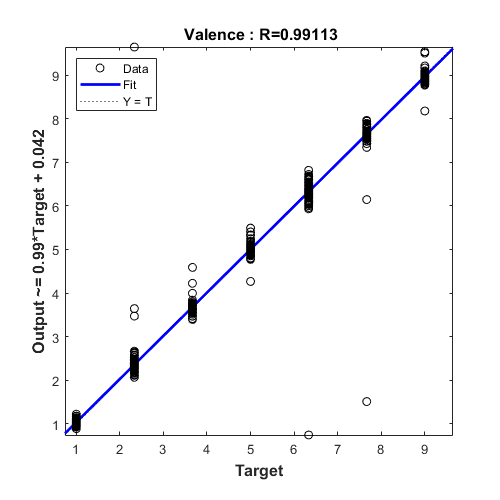 Valence : R=0.99113
Data
Fit
Y = T
Output ~= 0.99*Target + 0.042
9
8
7
6
5
4
3
2
1
1 2 3 4 5 6 7 8 9
Target